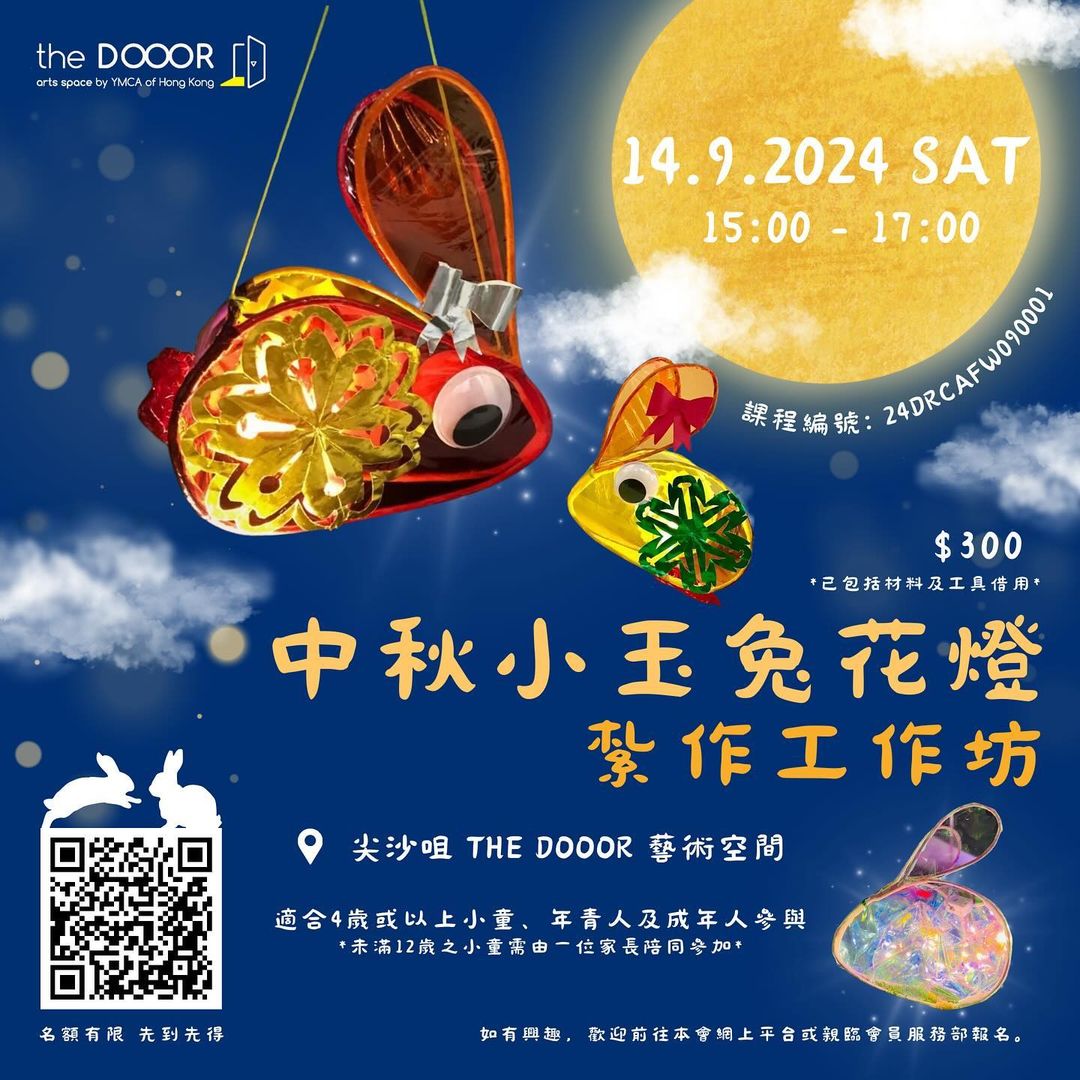 the DOOOR
arts space by YMCA of Hong Kong
14.9.2024 SAT
15:00 - 17:00
課程編號: 24DRCAFW090001
$300
*已包括材料及工具借用*
中秋小玉兔花燈
紮作工作坊
尖沙咀 THE DOOOR 藝術空間
適合4歲或以上小童、年青人及成年人參與
*未滿12歲之小童需由一位家長陪同參加*
名額有限 先到先得
如有興趣，歡迎前往本會網上平台或親臨會員服務部報名。